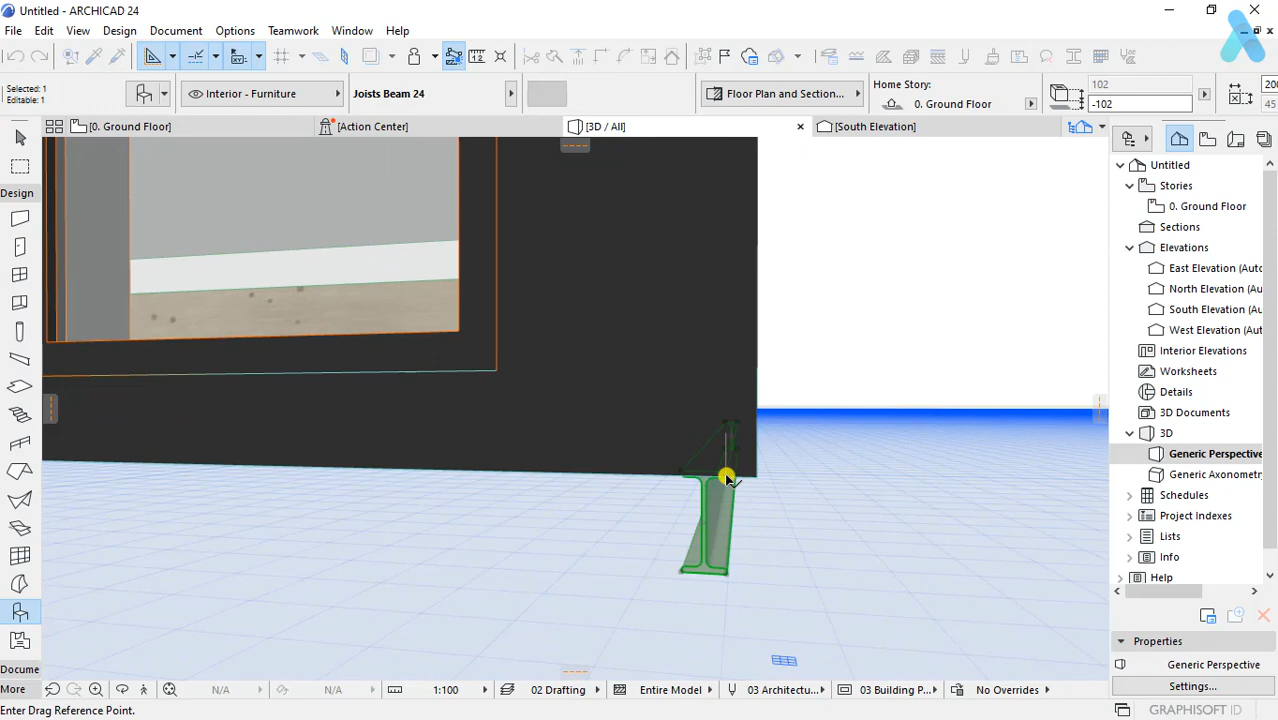 Untitled - ARCHICAD 24
File Edit View Design Document Options Teamwork Window Help
Selected: 1
Editable: 1
Interior - Furniture
Joists Beam 24
Floor Plan and Section...
Home Story:
0. Ground Floor
102
-102
200
45
[0. Ground Floor]
[Action Center]
[3D / All]
[South Elevation]
Design
Untitled
Stories
0. Ground Floor
Sections
Elevations
East Elevation (Auto
North Elevation (Au
South Elevation (Au
West Elevation (Aut
Interior Elevations
Worksheets
Details
3D Documents
3D
Generic Perspective
Generic Axonometry
Schedules
Project Indexes
Lists
Info
Help
Properties
Generic Perspective
Settings...
Docume
More
N/A
N/A
1:100
02 Drafting
Entire Model
03 Architectu...
03 Building P...
No Overrides
Enter Drag Reference Point.
GRAPHISOFT ID